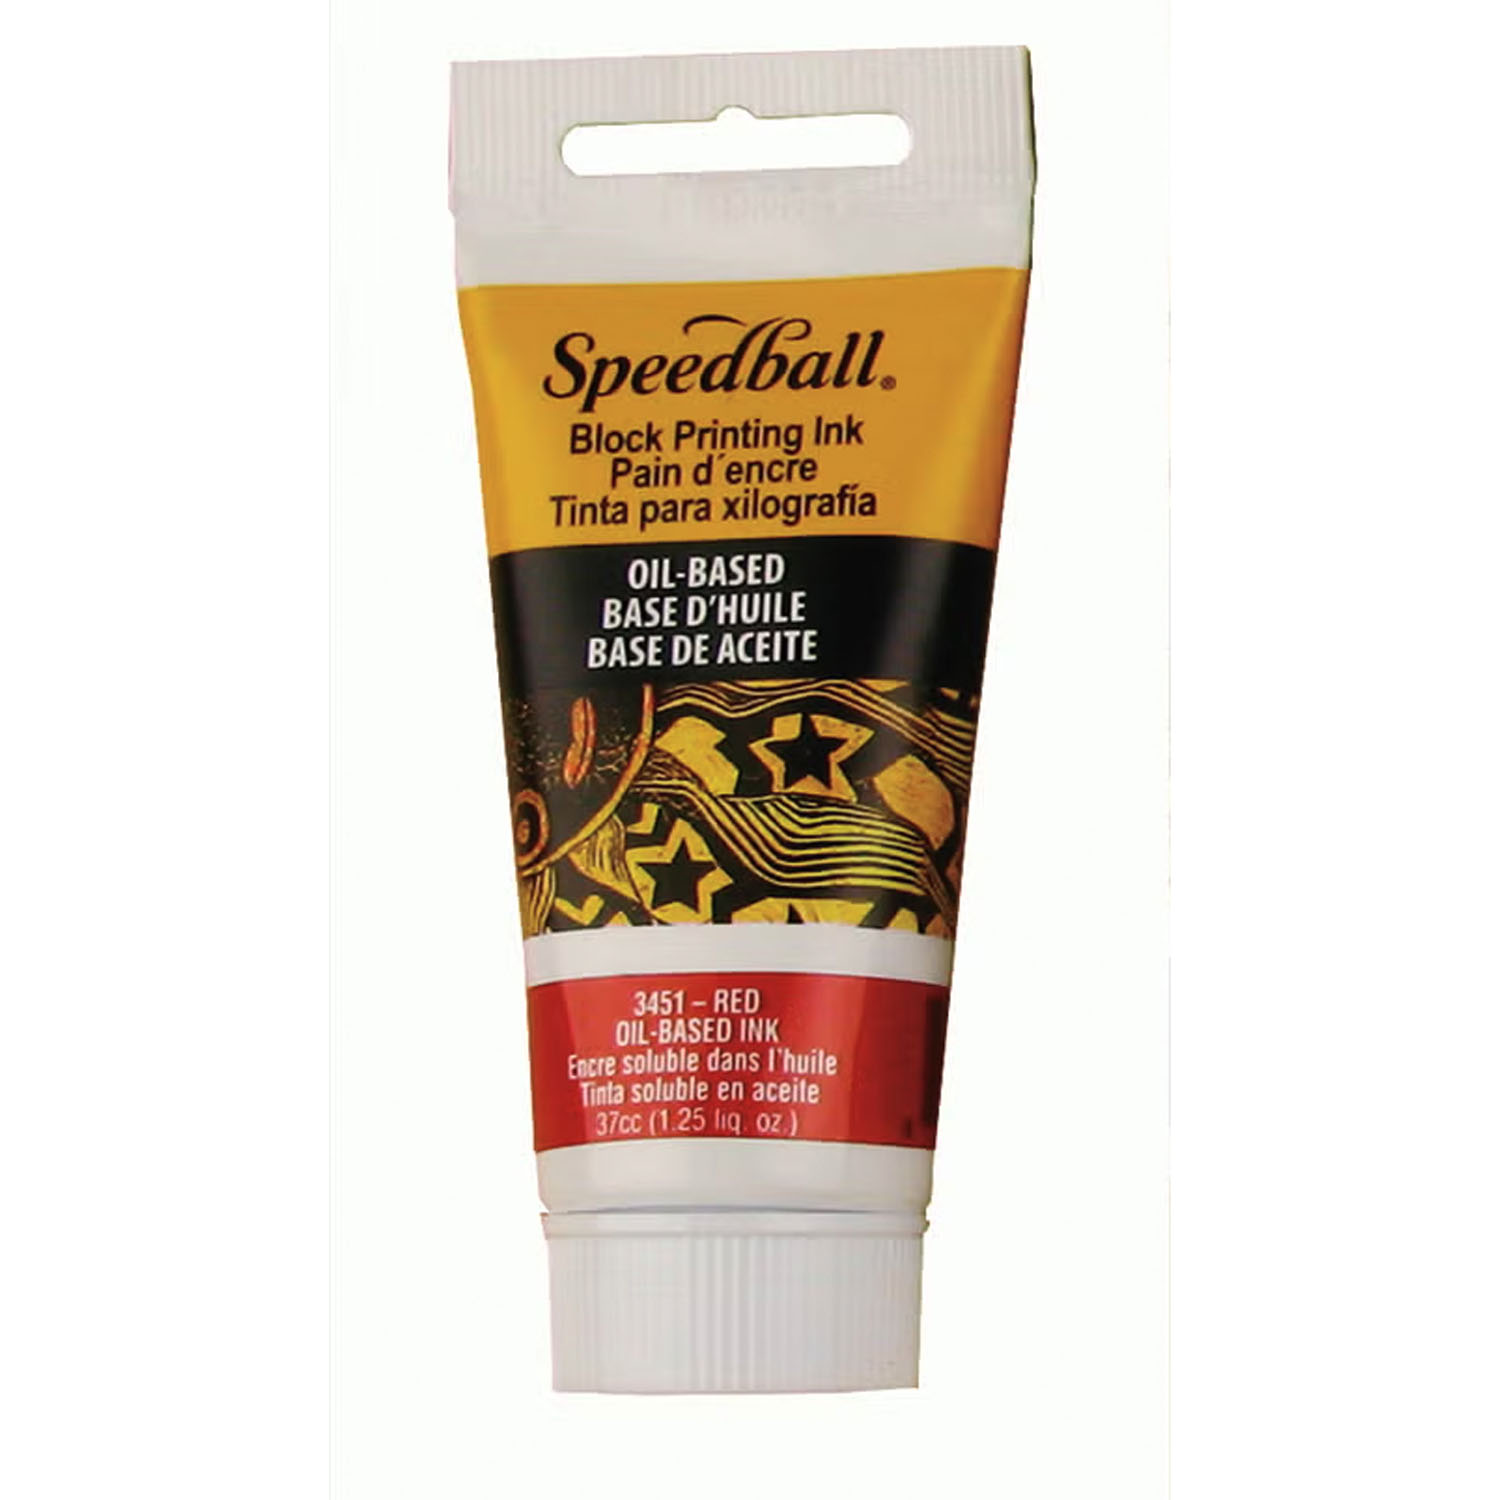 Speedball®
Block Printing Ink
Pain d´encre
Tinta para xilografía
OIL-BASED
BASE D'HUILE
BASE DE ACEITE
3451 – RED
OIL-BASED INK
Encre soluble dans l'huile
Tinta soluble en aceite
37cc (1.25 liq. oz.)